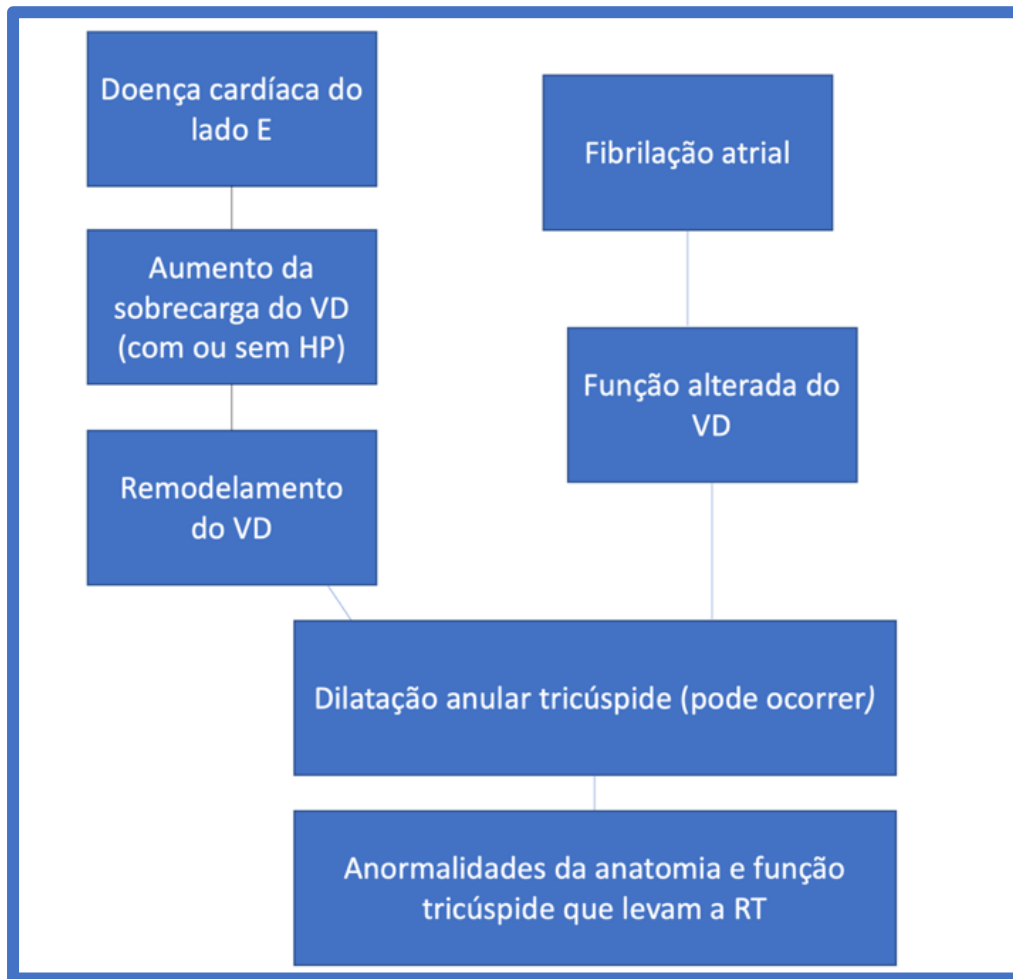 Doença cardíaca do
lado E
Aumento da
sobrecarga do VD
(com ou sem HP)
Remodelamento
do VD
Fibrilação atrial
Função alterada do
VD
Dilatação anular tricúspide (pode ocorrer)
Anormalidades da anatomia e função
tricúspide que levam a RT